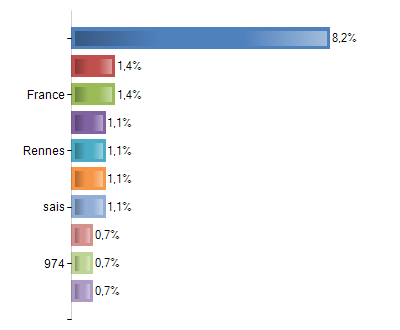 8,2%
1,4%
France 1,4%
1,1%
Rennes 1,1%
1,1%
sais 1,1%
0,7%
974 0,7%
0,7%